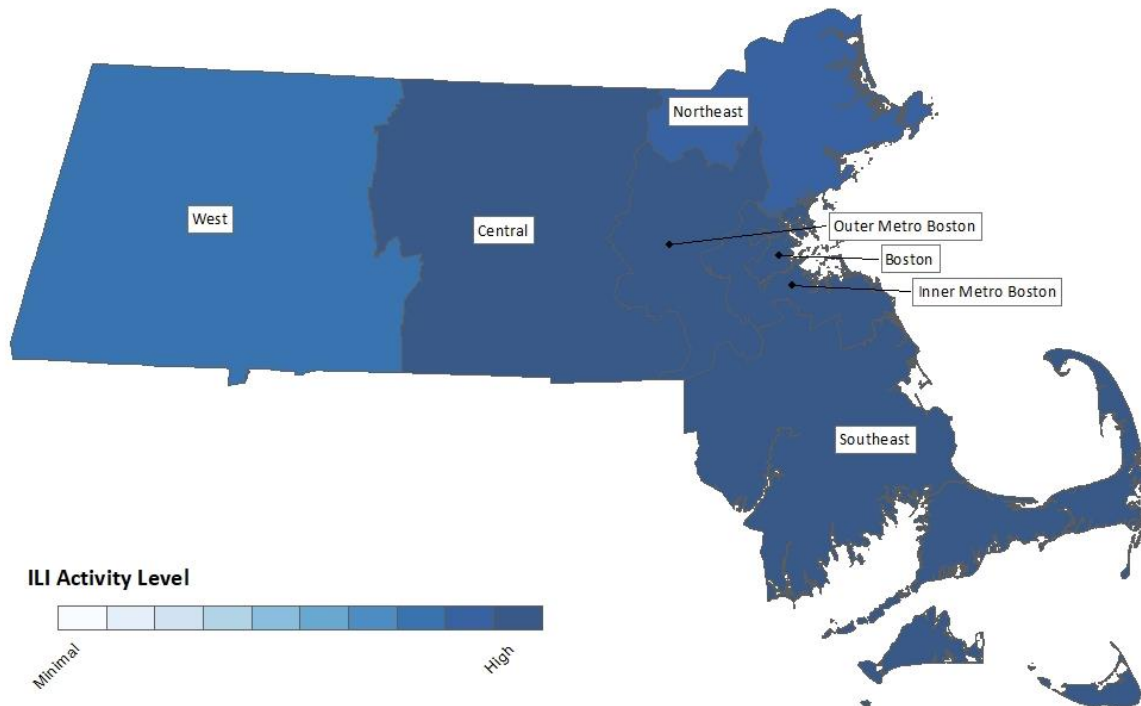 Northeast
West
Central
Outer Metro Boston
Boston
Inner Metro Boston
Southeast
ILI Activity Level
Minimal
High